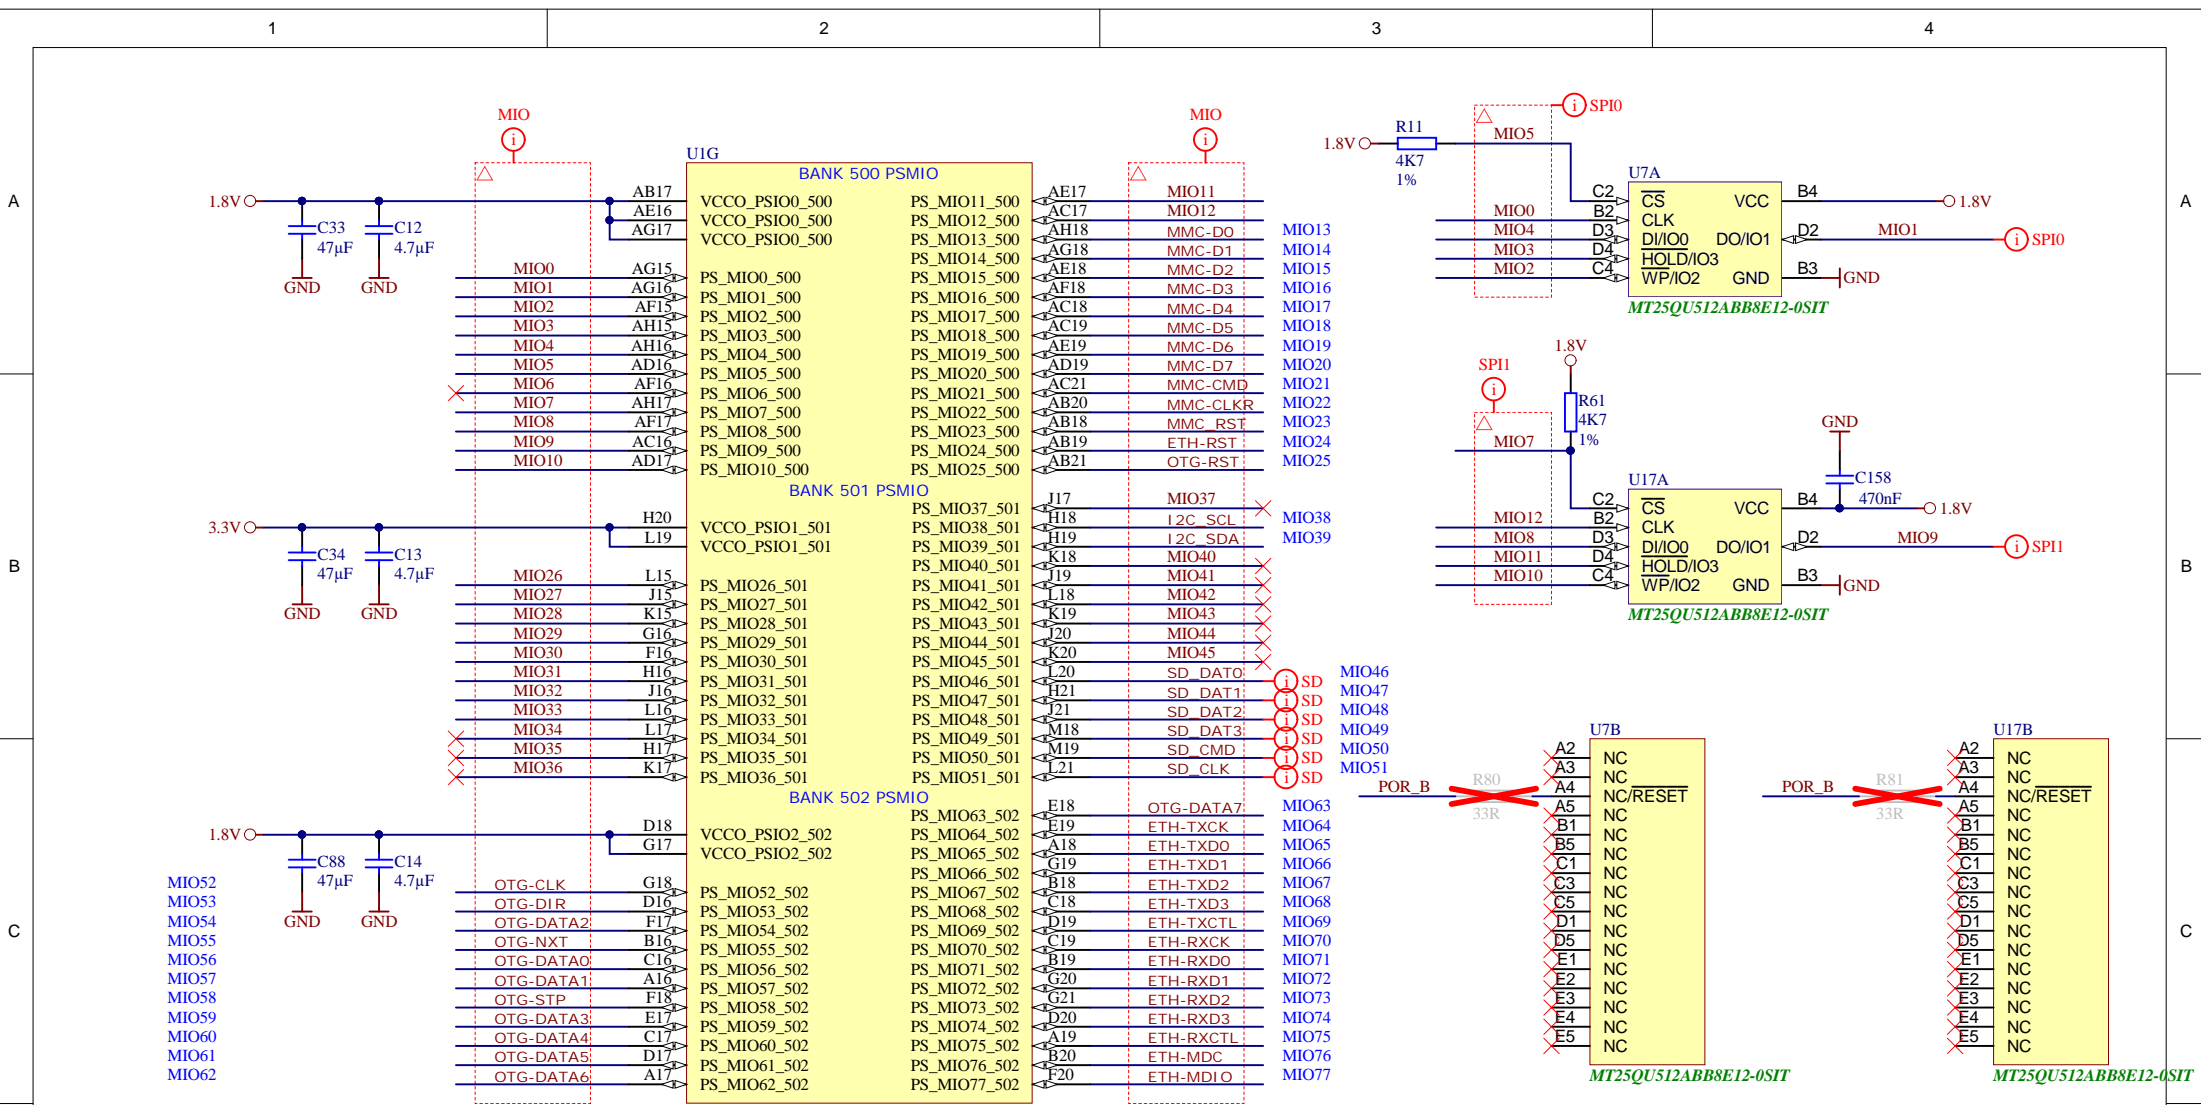 1 2 3 4
A A
B B
C C
MIO
MIO
U1G
BANK 500 PSMIO
1.8V
C33
47µF
GND
C12
4.7µF
GND
AB17 VCCO_PSIO0_500
AE16 VCCO_PSIO0_500
AG17 VCCO_PSIO0_500
MIO0 AG15 PS_MIO0_500
MIO1 AG16 PS_MIO1_500
MIO2 AF15 PS_MIO2_500
MIO3 AH15 PS_MIO3_500
MIO4 AH16 PS_MIO4_500
MIO5 AD16 PS_MIO5_500
MIO6 AF16 PS_MIO6_500
MIO7 AH17 PS_MIO7_500
MIO8 AF17 PS_MIO8_500
MIO9 AC16 PS_MIO9_500
MIO10 AD17 PS_MIO10_500
PS_MIO11_500 AE17 MIO11
PS_MIO12_500 AC17 MIO12
PS_MIO13_500 AH18 MMC-D0 MIO13
PS_MIO14_500 AG18 MMC-D1 MIO14
PS_MIO15_500 AE18 MMC-D2 MIO15
PS_MIO16_500 AF18 MMC-D3 MIO16
PS_MIO17_500 AC18 MMC-D4 MIO17
PS_MIO18_500 AC19 MMC-D5 MIO18
PS_MIO19_500 AE19 MMC-D6 MIO19
PS_MIO20_500 AD19 MMC-D7 MIO20
PS_MIO21_500 AC21 MMC-CMD MIO21
PS_MIO22_500 AB20 MMC-CLKR MIO22
PS_MIO23_500 AB18 MMC_RST MIO23
PS_MIO24_500 AB19 ETH-RST MIO24
PS_MIO25_500 AB21 OTG-RST MIO25
BANK 501 PSMIO
3.3V
C34
47µF
GND
C13
4.7µF
GND
H20 VCCO_PSIO1_501
L19 VCCO_PSIO1_501
MIO26 L15 PS_MIO26_501
MIO27 J15 PS_MIO27_501
MIO28 K15 PS_MIO28_501
MIO29 G16 PS_MIO29_501
MIO30 F16 PS_MIO30_501
MIO31 H16 PS_MIO31_501
MIO32 J16 PS_MIO32_501
MIO33 L16 PS_MIO33_501
MIO34 L17 PS_MIO34_501
MIO35 H17 PS_MIO35_501
MIO36 K17 PS_MIO36_501
PS_MIO37_501 J17 MIO37
PS_MIO38_501 H18 I2C_SCL MIO38
PS_MIO39_501 H19 I2C_SDA MIO39
PS_MIO40_501 K18 MIO40
PS_MIO41_501 J19 MIO41
PS_MIO42_501 L18 MIO42
PS_MIO43_501 K19 MIO43
PS_MIO44_501 J20 MIO44
PS_MIO45_501 K20 MIO45
PS_MIO46_501 L20 SD_DAT0 i SD MIO46
PS_MIO47_501 H21 SD_DAT1 i SD MIO47
PS_MIO48_501 J21 SD_DAT2 i SD MIO48
PS_MIO49_501 M18 SD_DAT3 i SD MIO49
PS_MIO50_501 M19 SD_CMD i SD MIO50
PS_MIO51_501 L21 SD_CLK i SD MIO51
BANK 502 PSMIO
1.8V
C88
47µF
GND
C14
4.7µF
GND
D18 VCCO_PSIO2_502
G17 VCCO_PSIO2_502
MIO52 OTG-CLK G18 PS_MIO52_502
MIO53 OTG-DIR D16 PS_MIO53_502
MIO54 OTG-DATA2 F17 PS_MIO54_502
MIO55 OTG-NXT B16 PS_MIO55_502
MIO56 OTG-DATA0 C16 PS_MIO56_502
MIO57 OTG-DATA1 A16 PS_MIO57_502
MIO58 OTG-STP F18 PS_MIO58_502
MIO59 OTG-DATA3 E17 PS_MIO59_502
MIO60 OTG-DATA4 C17 PS_MIO60_502
MIO61 OTG-DATA5 D17 PS_MIO61_502
MIO62 OTG-DATA6 A17 PS_MIO62_502
PS_MIO63_502 E18 OTG-DATA7 MIO63
PS_MIO64_502 E19 ETH-TXCK MIO64
PS_MIO65_502 A18 ETH-TXD0 MIO65
PS_MIO66_502 G19 ETH-TXD1 MIO66
PS_MIO67_502 B18 ETH-TXD2 MIO67
PS_MIO68_502 C18 ETH-TXD3 MIO68
PS_MIO69_502 D19 ETH-TXCTL MIO69
PS_MIO70_502 C19 ETH-RXCK MIO70
PS_MIO71_502 B19 ETH-RXD0 MIO71
PS_MIO72_502 G20 ETH-RXD1 MIO72
PS_MIO73_502 G21 ETH-RXD2 MIO73
PS_MIO74_502 D20 ETH-RXD3 MIO74
PS_MIO75_502 A19 ETH-RXCTL MIO75
PS_MIO76_502 B20 ETH-MDC MIO76
PS_MIO77_502 F20 ETH-MDIO MIO77
i SPI0
1.8V R11 MIO5
4K7
1%
U7A
C2 CS VCC B4 1.8V
MIO0 B2 CLK
MIO4 D3 DI/IO0 DO/IO1 D2 MIO1 i SPI0
MIO3 D4 HOLD/IO3
MIO2 C4 WP/IO2 GND B3 GND
MT25QU512ABB8E12-0SIT
SPI1
i
1.8V
R61
4K7
1%
MIO7
GND
C158
470nF
U17A
C2 CS VCC B4 1.8V
MIO12 B2 CLK
MIO8 D3 DI/IO0 DO/IO1 D2 MIO9 i SPI1
MIO11 D4 HOLD/IO3
MIO10 C4 WP/IO2 GND B3 GND
MT25QU512ABB8E12-0SIT
U7B
A2 NC
A3 NC
POR_B R80 33R A4 NC/RESET
A5 NC
B1 NC
B5 NC
C1 NC
C3 NC
C5 NC
D1 NC
D5 NC
E1 NC
E2 NC
E3 NC
E4 NC
E5 NC
MT25QU512ABB8E12-0SIT
U17B
A2 NC
A3 NC
POR_B R81 33R A4 NC/RESET
A5 NC
B1 NC
B5 NC
C1 NC
C3 NC
C5 NC
D1 NC
D5 NC
E1 NC
E2 NC
E3 NC
E4 NC
E5 NC
MT25QU512ABB8E12-0SIT